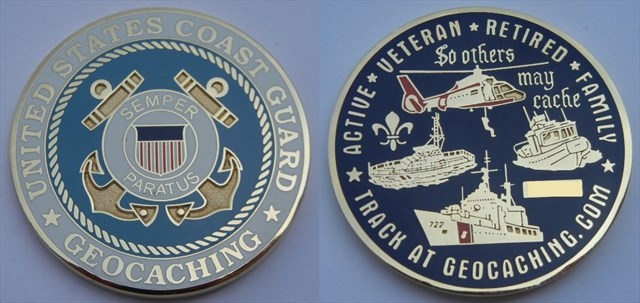 UNITED STATES COAST GUARD
SEMPER
PARATUS
GEOCACHING
ACTIVE ★ VETERAN ★ RETIRED ★ FAMILY
So others
may
cache
722
★ TRACK AT GEOCACHING.COM ★